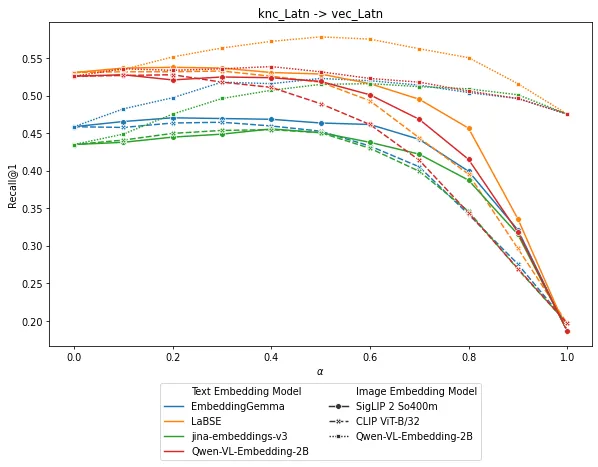 knc_Latn -> vec_Latn
Recall@1
0.55
0.50
0.45
0.40
0.35
0.30
0.25
0.20
0.0 0.2 0.4 0.6 0.8 1.0
α
Text Embedding Model
EmbeddingGemma
LaBSE
jina-embeddings-v3
Qwen-VL-Embedding-2B
Image Embedding Model
SigLIP 2 So400m
CLIP ViT-B/32
Qwen-VL-Embedding-2B